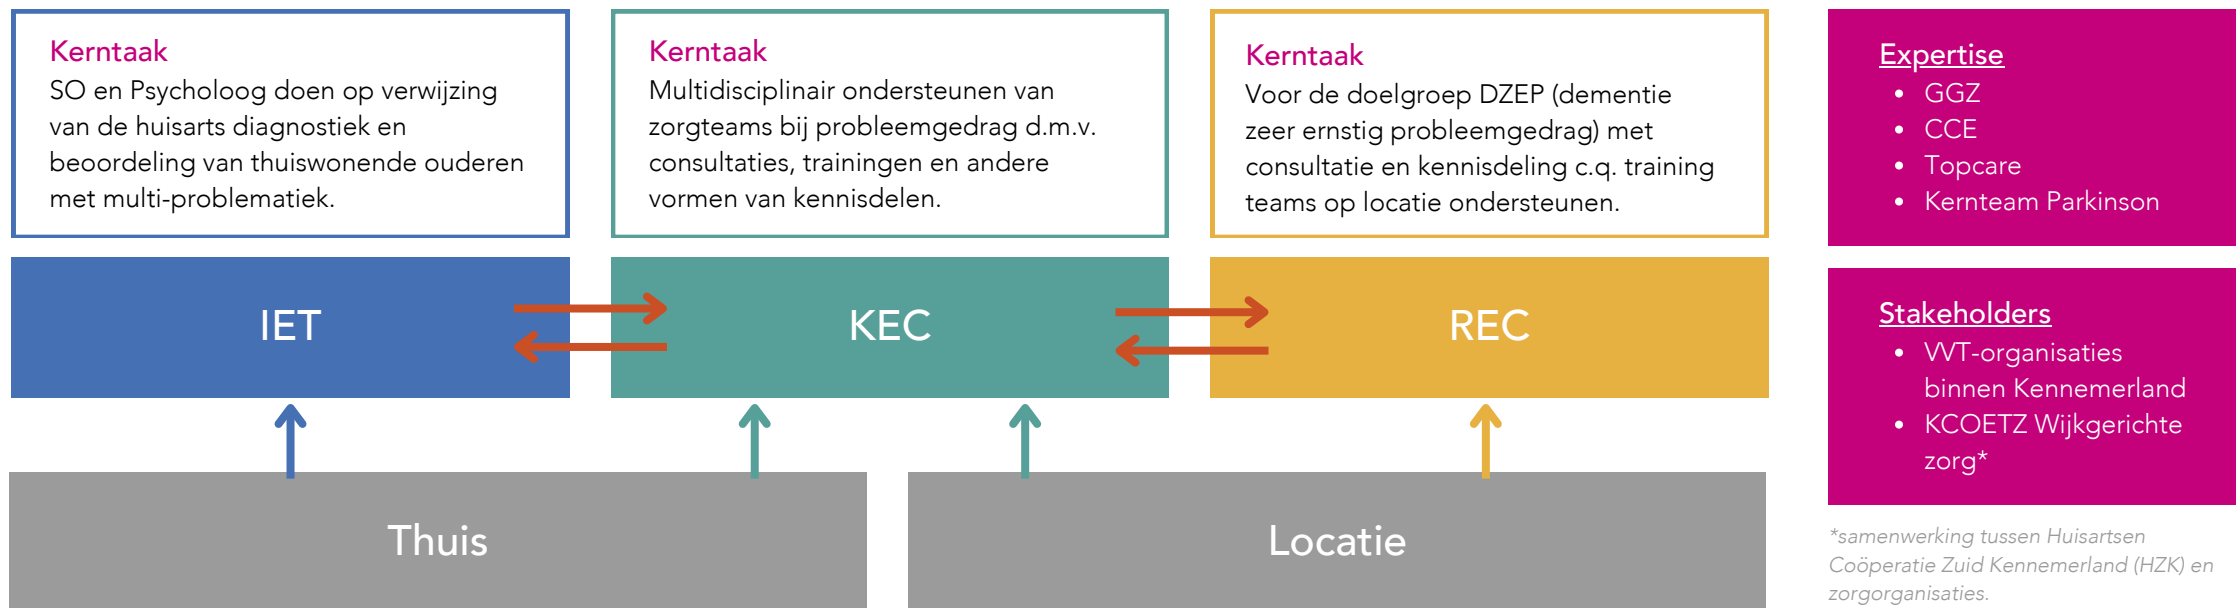 Kerntaak
SO en Psycholoog doen op verwijzing
van de huisarts diagnostiek en
beoordeling van thuiswonende ouderen
met multi-problematiek.
Kerntaak
Multidisciplinair ondersteunen van
zorgteams bij probleemgedrag d.m.v.
consultaties, trainingen en andere
vormen van kennisdelen.
Kerntaak
Voor de doelgroep DZEP (dementie
zeer ernstig probleemgedrag) met
consultatie en kennisdeling c.q. training
teams op locatie ondersteunen.
IET
KEC
REC
Thuis
Locatie
Expertise
• GGZ
• CCE
• Topcare
• Kernteam Parkinson
Stakeholders
• VVT-organisaties
binnen Kennemerland
• KCOETZ Wijkgerichte
zorg*
*samenwerking tussen Huisartsen
Coöperatie Zuid Kennemerland (HZK) en
zorgorganisaties.